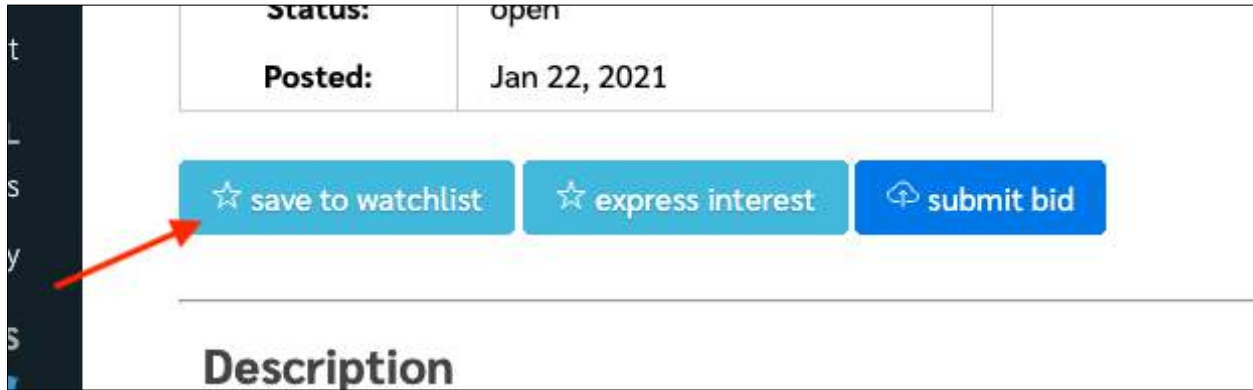 Status: open
t
Posted: Jan 22, 2021
L
s
save to watchlist express interest submit bid
y
s
Description